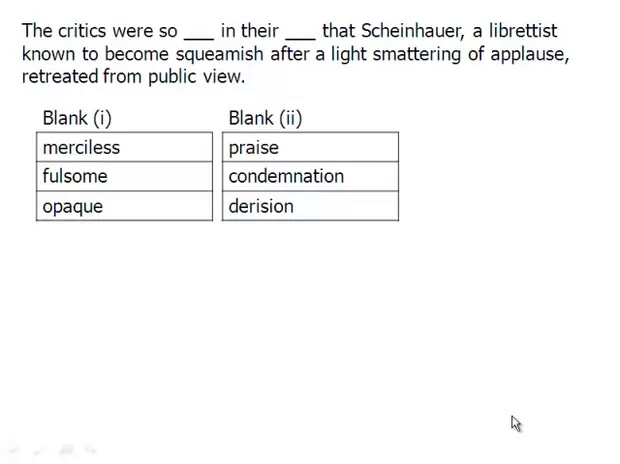 The critics were so ___ in their ___ that Scheinhauer, a librettist
known to become squeamish after a light smattering of applause,
retreated from public view.
Blank (i) Blank (ii)
merciless praise
fulsome condemnation
opaque derision